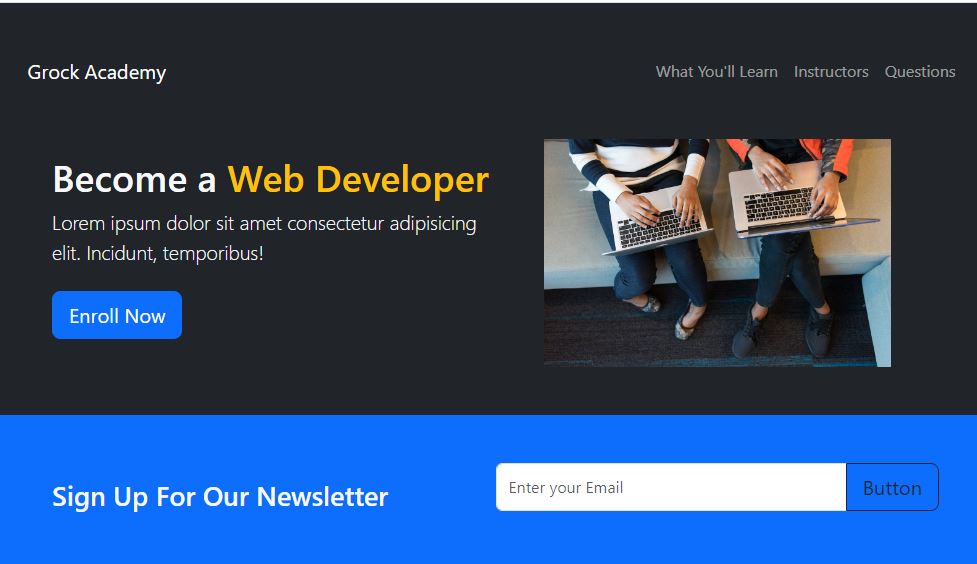 Grock Academy
What You'll Learn Instructors Questions
Become a Web Developer
Lorem ipsum dolor sit amet consectetur adipisicing
elit. Incidunt, temporibus!
Enroll Now
Sign Up For Our Newsletter
Enter your Email
Button